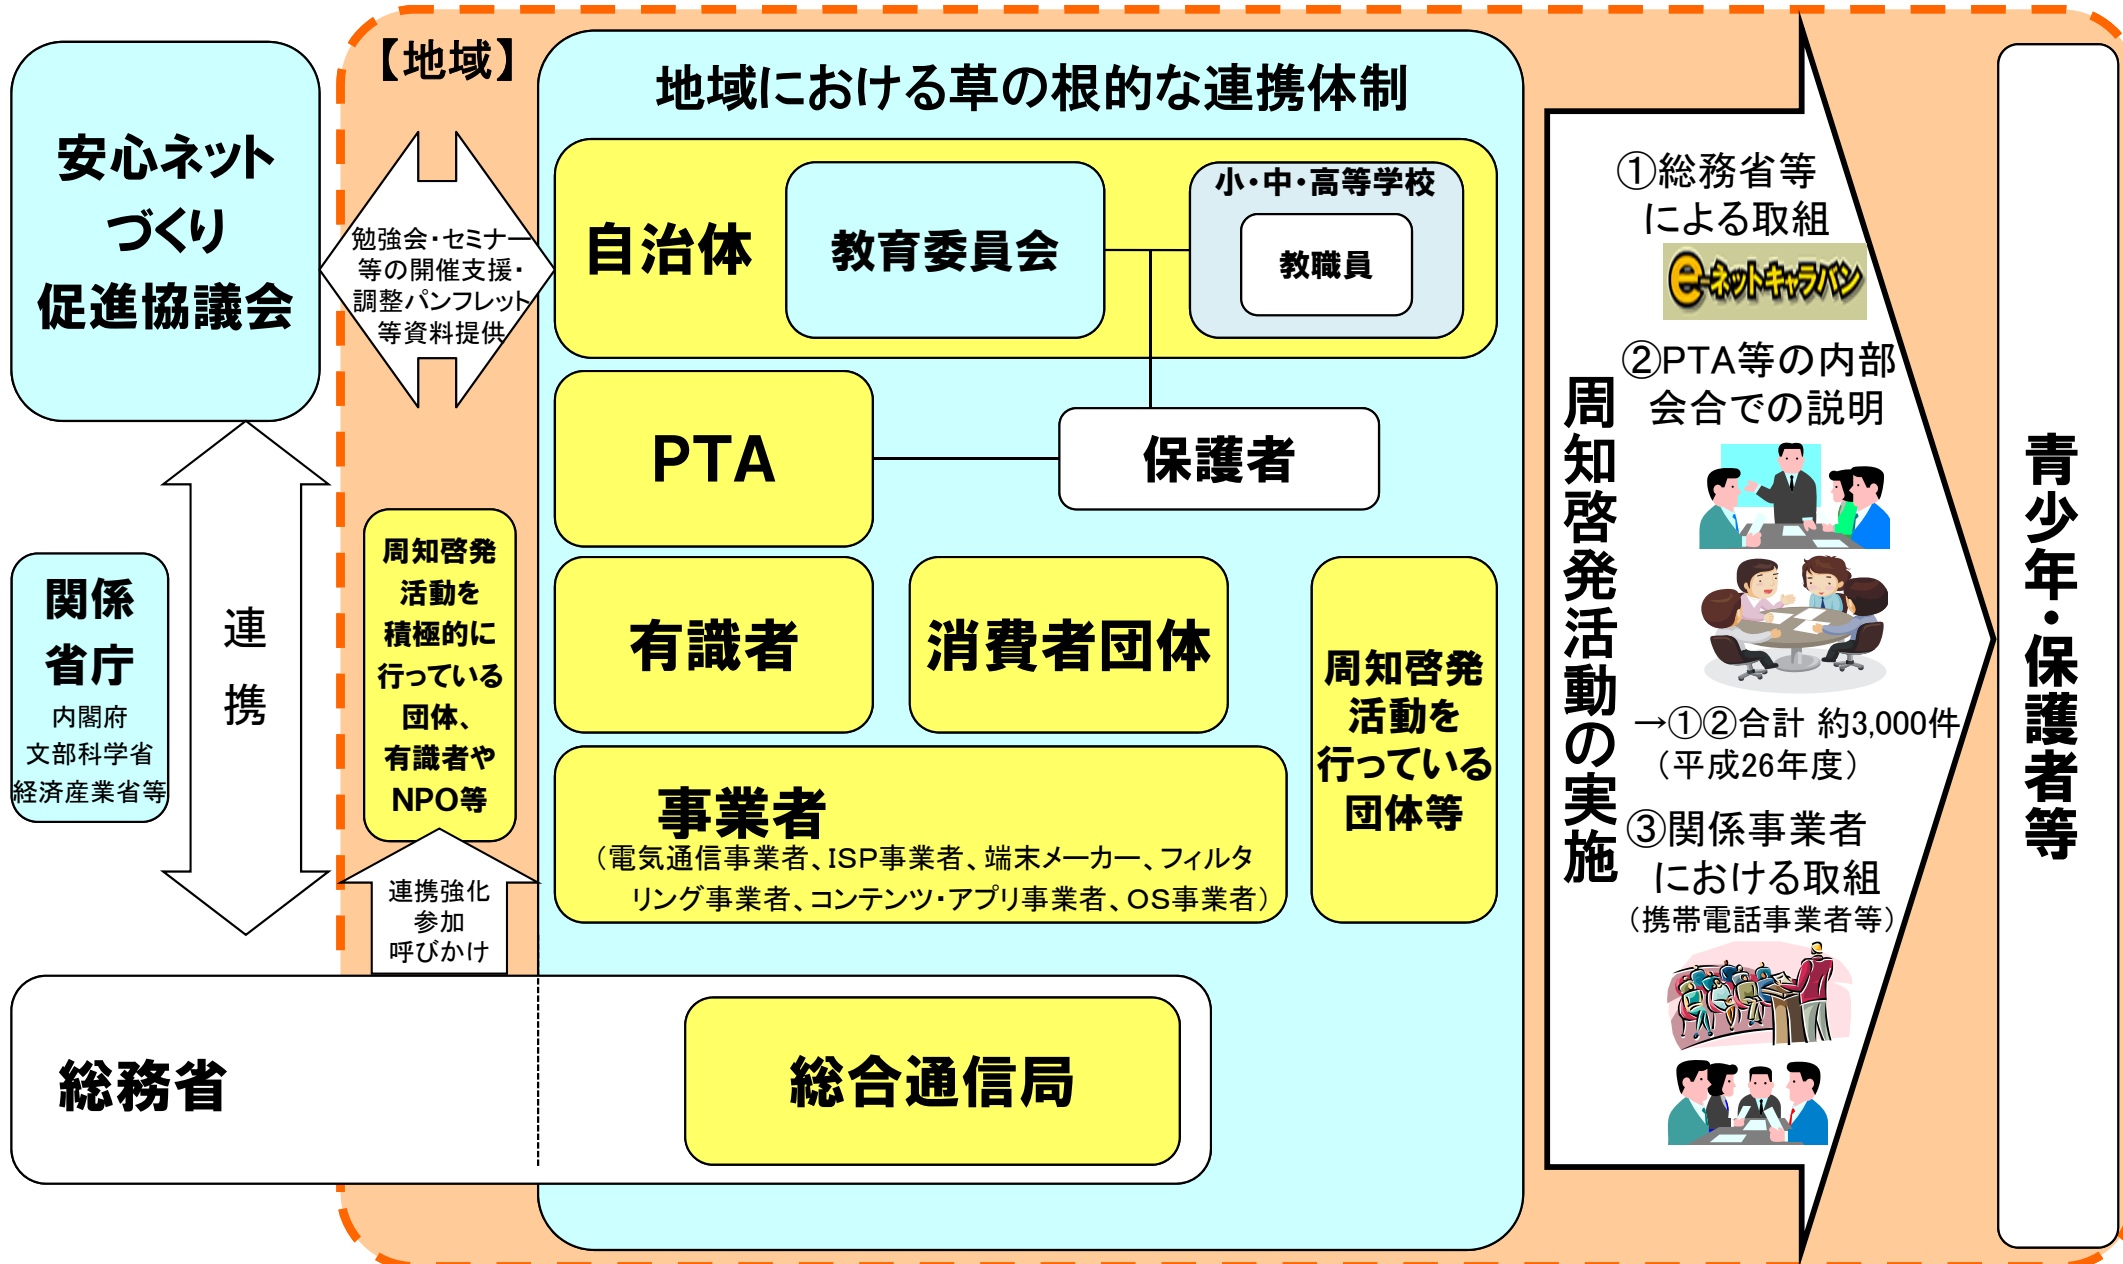 【地域】
地域における草の根的な連携体制
安心ネット
づくり
促進協議会
勉強会・セミナー
等の開催支援・
調整パンフレット
等資料提供
自治体
教育委員会
小・中・高等学校
教職員
PTA
保護者
関係
省庁
内閣府
文部科学省
経済産業省等
連
携
周知啓発
活動を
積極的に
行っている
団体、
有識者や
NPO等
有識者
消費者団体
周知啓発
活動を
行っている
団体等
事業者
（電気通信事業者、ISP事業者、端末メーカー、フィルタ
リング事業者、コンテンツ・アプリ事業者、OS事業者）
連携強化
参加
呼びかけ
総務省
総合通信局
周知啓発活動の実施
①総務省等
による取組
e-ネットキャラバン
②PTA等の内部
会合での説明
→①②合計 約3,000件
（平成26年度）
③関係事業者
における取組
（携帯電話事業者等）
青少年・保護者等